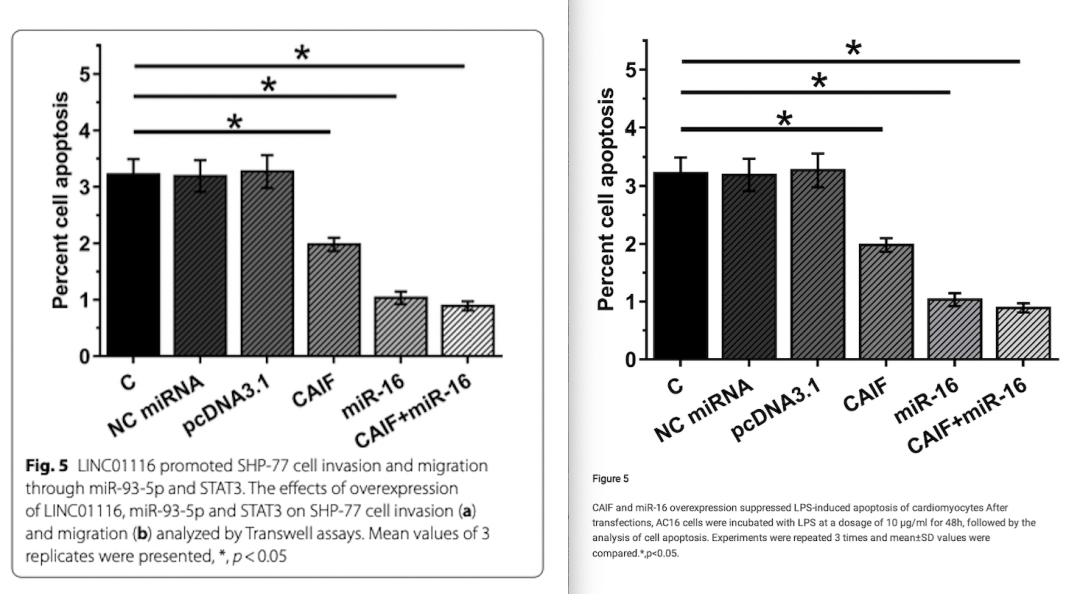 *
*
*
Percent cell apoptosis
5
4
3
2
1
0
C
NC miRNA
pcDNA3.1
CAIF
miR-16
CAIF+miR-16
Fig. 5 LINC01116 promoted SHP-77 cell invasion and migration
through miR-93-5p and STAT3. The effects of overexpression
of LINC01116, miR-93-5p and STAT3 on SHP-77 cell invasion (a)
and migration (b) analyzed by Transwell assays. Mean values of 3
replicates were presented, *, p < 0.05
*
*
*
Percent cell apoptosis
5
4
3
2
1
0
C
NC miRNA
pcDNA3.1
CAIF
miR-16
CAIF+miR-16
Figure 5
CAIF and miR-16 overexpression suppressed LPS-induced apoptosis of cardiomyocytes After
transfections, AC16 cells were incubated with LPS at a dosage of 10 μg/ml for 48h, followed by the
analysis of cell apoptosis. Experiments were repeated 3 times and mean±SD values were
compared.*,p<0.05.